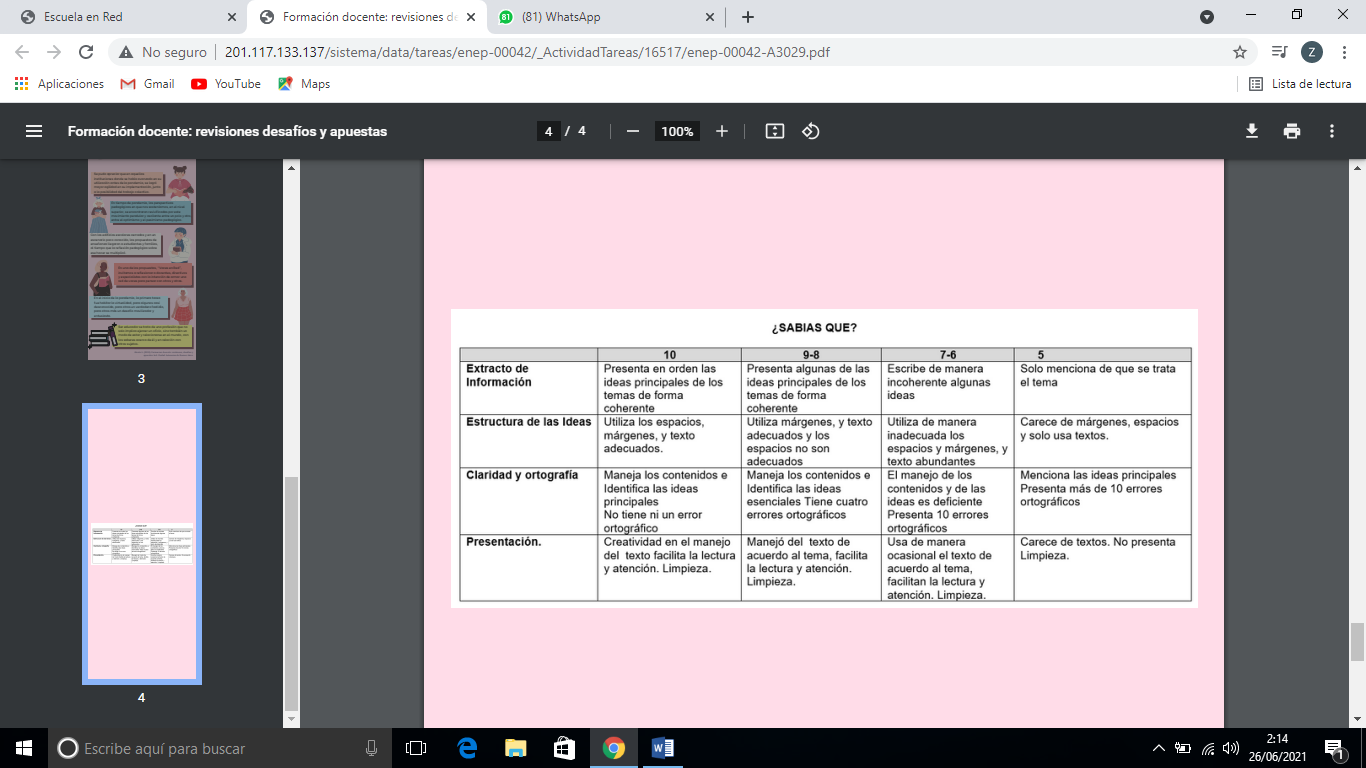 Escuela en Red
Formación docente: revisiones de
(81) WhatsApp
No seguro
201.117.133.137/sistema/data/tareas/enep-00042/_ActividadTareas/16517/enep-00042-A3029.pdf
Z
Aplicaciones
Gmail
YouTube
Maps
Lista de lectura
Formación docente: revisiones desafíos y apuestas
4 / 4
100%
3
4
¿SABIAS QUE?
10
9-8
7-6
5
Extracto de
Información
Presenta en orden las
ideas principales de los
temas de forma
coherente
Presenta algunas de las
ideas principales de los
temas de forma
coherente
Escribe de manera
incoherente algunas
ideas
Solo menciona de que se trata
el tema
Estructura de las Ideas
Utiliza los espacios,
márgenes, y texto
adecuados.
Utiliza márgenes, y texto
adecuados y los
espacios no son
adecuados
Utiliza de manera
inadecuada los
espacios y márgenes, y
texto abundantes
Carece de márgenes, espacios
y solo usa textos.
Claridad y ortografía
Maneja los contenidos e
Identifica las ideas
principales
No tiene ni un error
ortográfico
Maneja los contenidos e
Identifica las ideas
esenciales Tiene cuatro
errores ortográficos
El manejo de los
contenidos y de las
ideas es deficiente
Presenta 10 errores
ortográficos
Menciona las ideas principales
Presenta más de 10 errores
ortográficos
Presentación.
Creatividad en el manejo
del texto facilita la lectura
y atención. Limpieza.
Manejó del texto de
acuerdo al tema, facilita
la lectura y atención.
Limpieza.
Usa de manera
ocasional el texto de
acuerdo al tema,
facilitan la lectura y
atención. Limpieza.
Carece de textos. No presenta
Limpieza.
Escribe aquí para buscar
2:14
26/06/2021
1